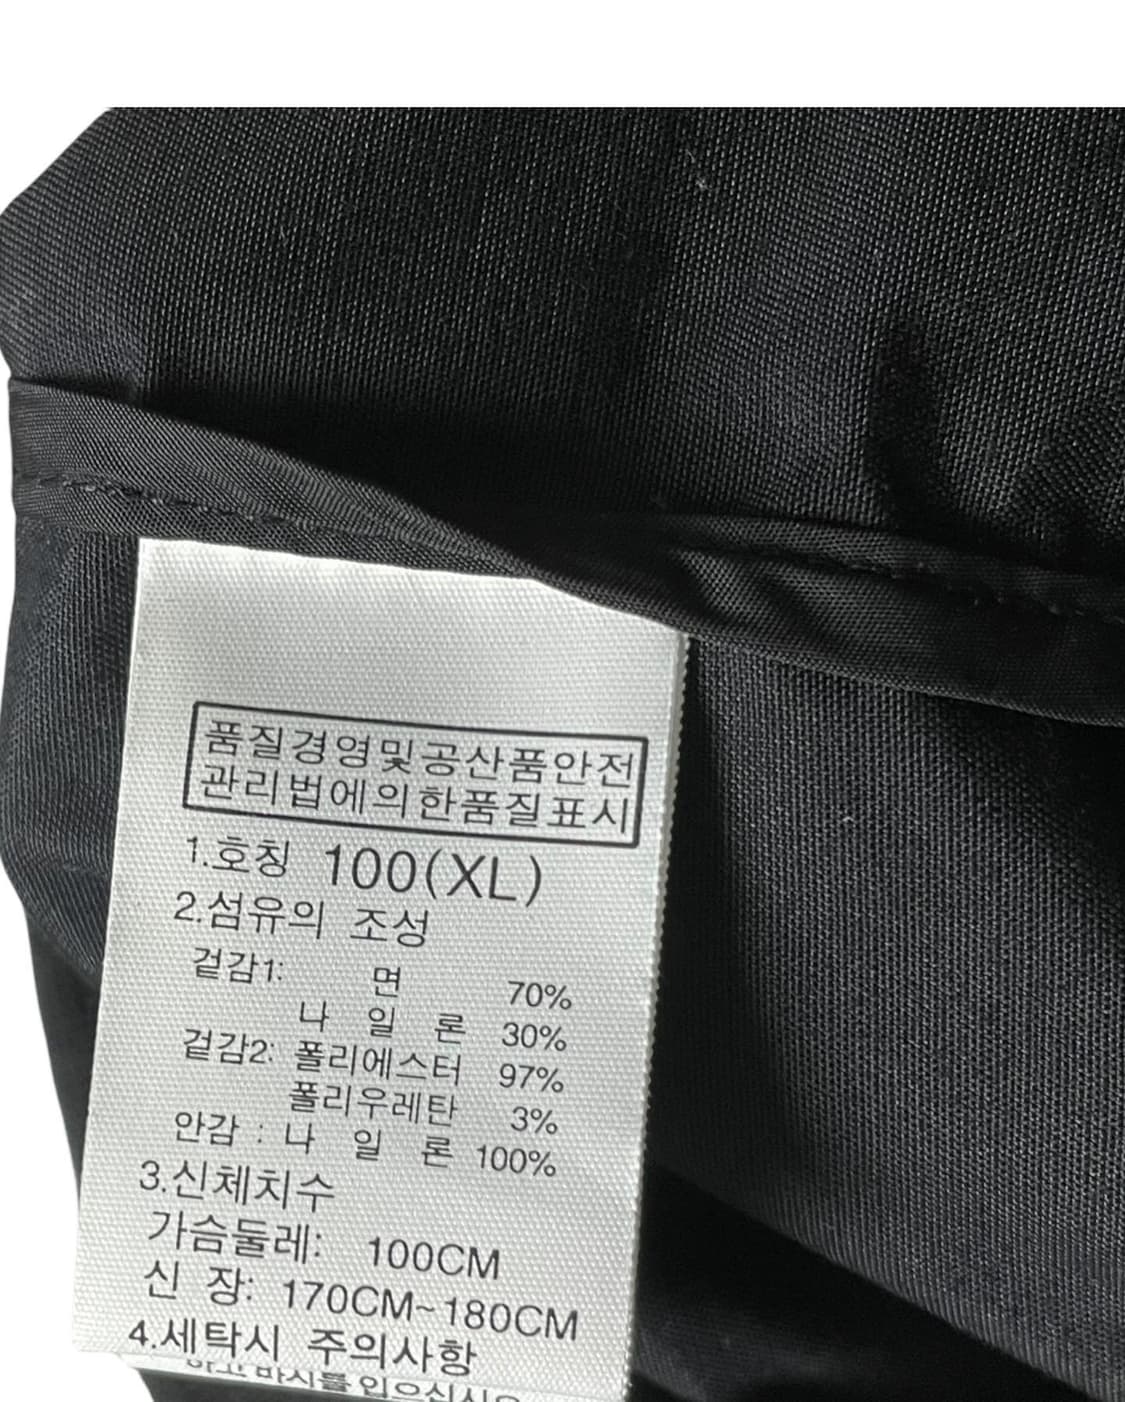 품질경영및공산품안전
관리법에의한품질표시
1.호칭 100(XL)
2.섬유의 조성
겉감1: 면 70%
나 일 론 30%
겉감2: 폴리에스터 97%
폴리우레탄 3%
안감 : 나 일 론 100%
3.신체치수
가슴둘레: 100CM
신 장: 170CM~180CM
4.세탁시 주의사항